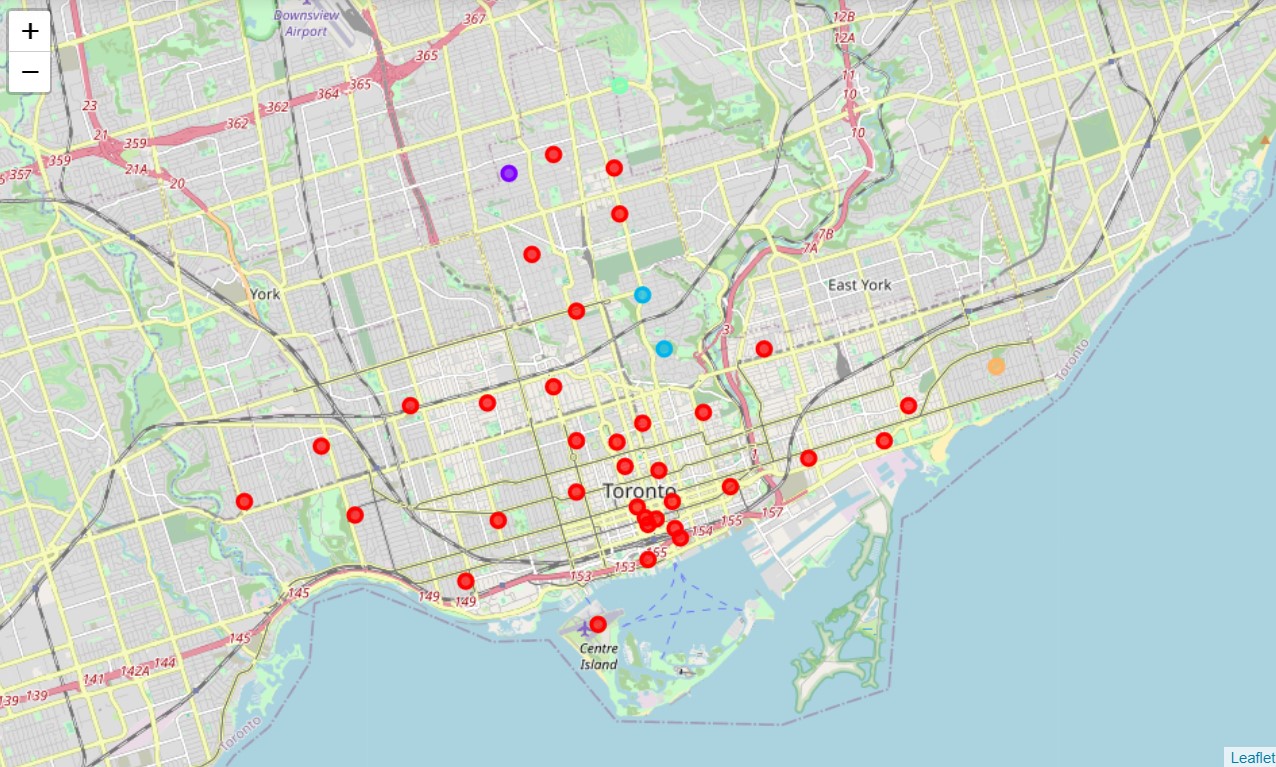 +
−
Downsview
Airport
367
12B
12A
365
365
11
10
364
362
23
362
10
21
359
359
357
21A
20
7B
7A
East York
York
3
Toronto
1
Toronto
157
155
154
155
153
153
145
149
149
145
Centre
Island
144
142A
141
139
139
Toronto
Leaflet